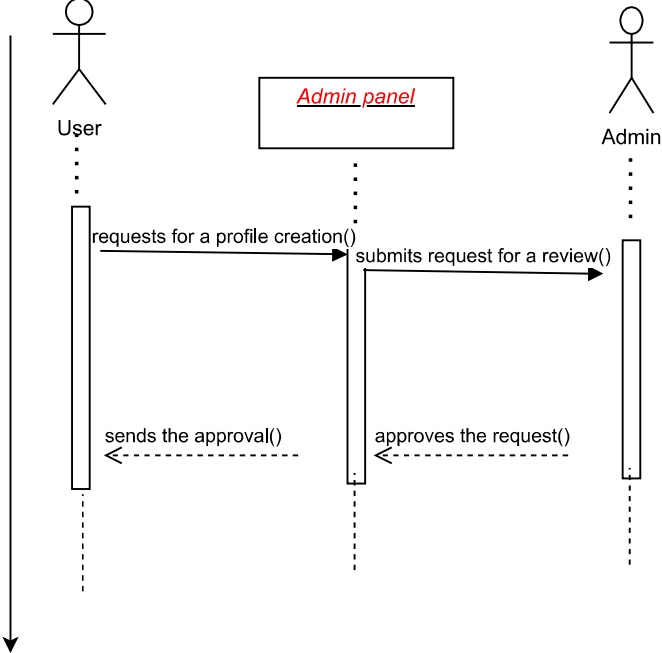 Admin panel
User
Admin
requests for a profile creation()
submits request for a review()
sends the approval()
approves the request()